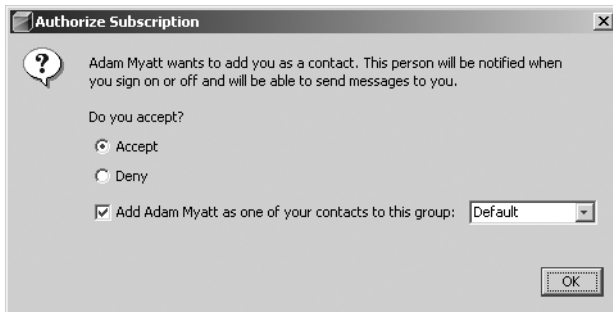 Authorize Subscription
Adam Myatt wants to add you as a contact. This person will be notified when
you sign on or off and will be able to send messages to you.
Do you accept?
Accept
Deny
Add Adam Myatt as one of your contacts to this group: Default
OK